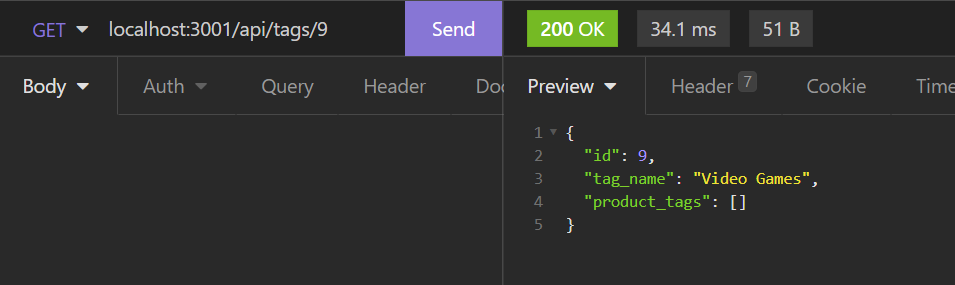 GET localhost:3001/api/tags/9 Send 200 OK 34.1 ms 51 B
Body Auth Query Header Doc Preview Header 7 Cookie Time
1 {
2 "id": 9,
3 "tag_name": "Video Games",
4 "product_tags": []
5 }